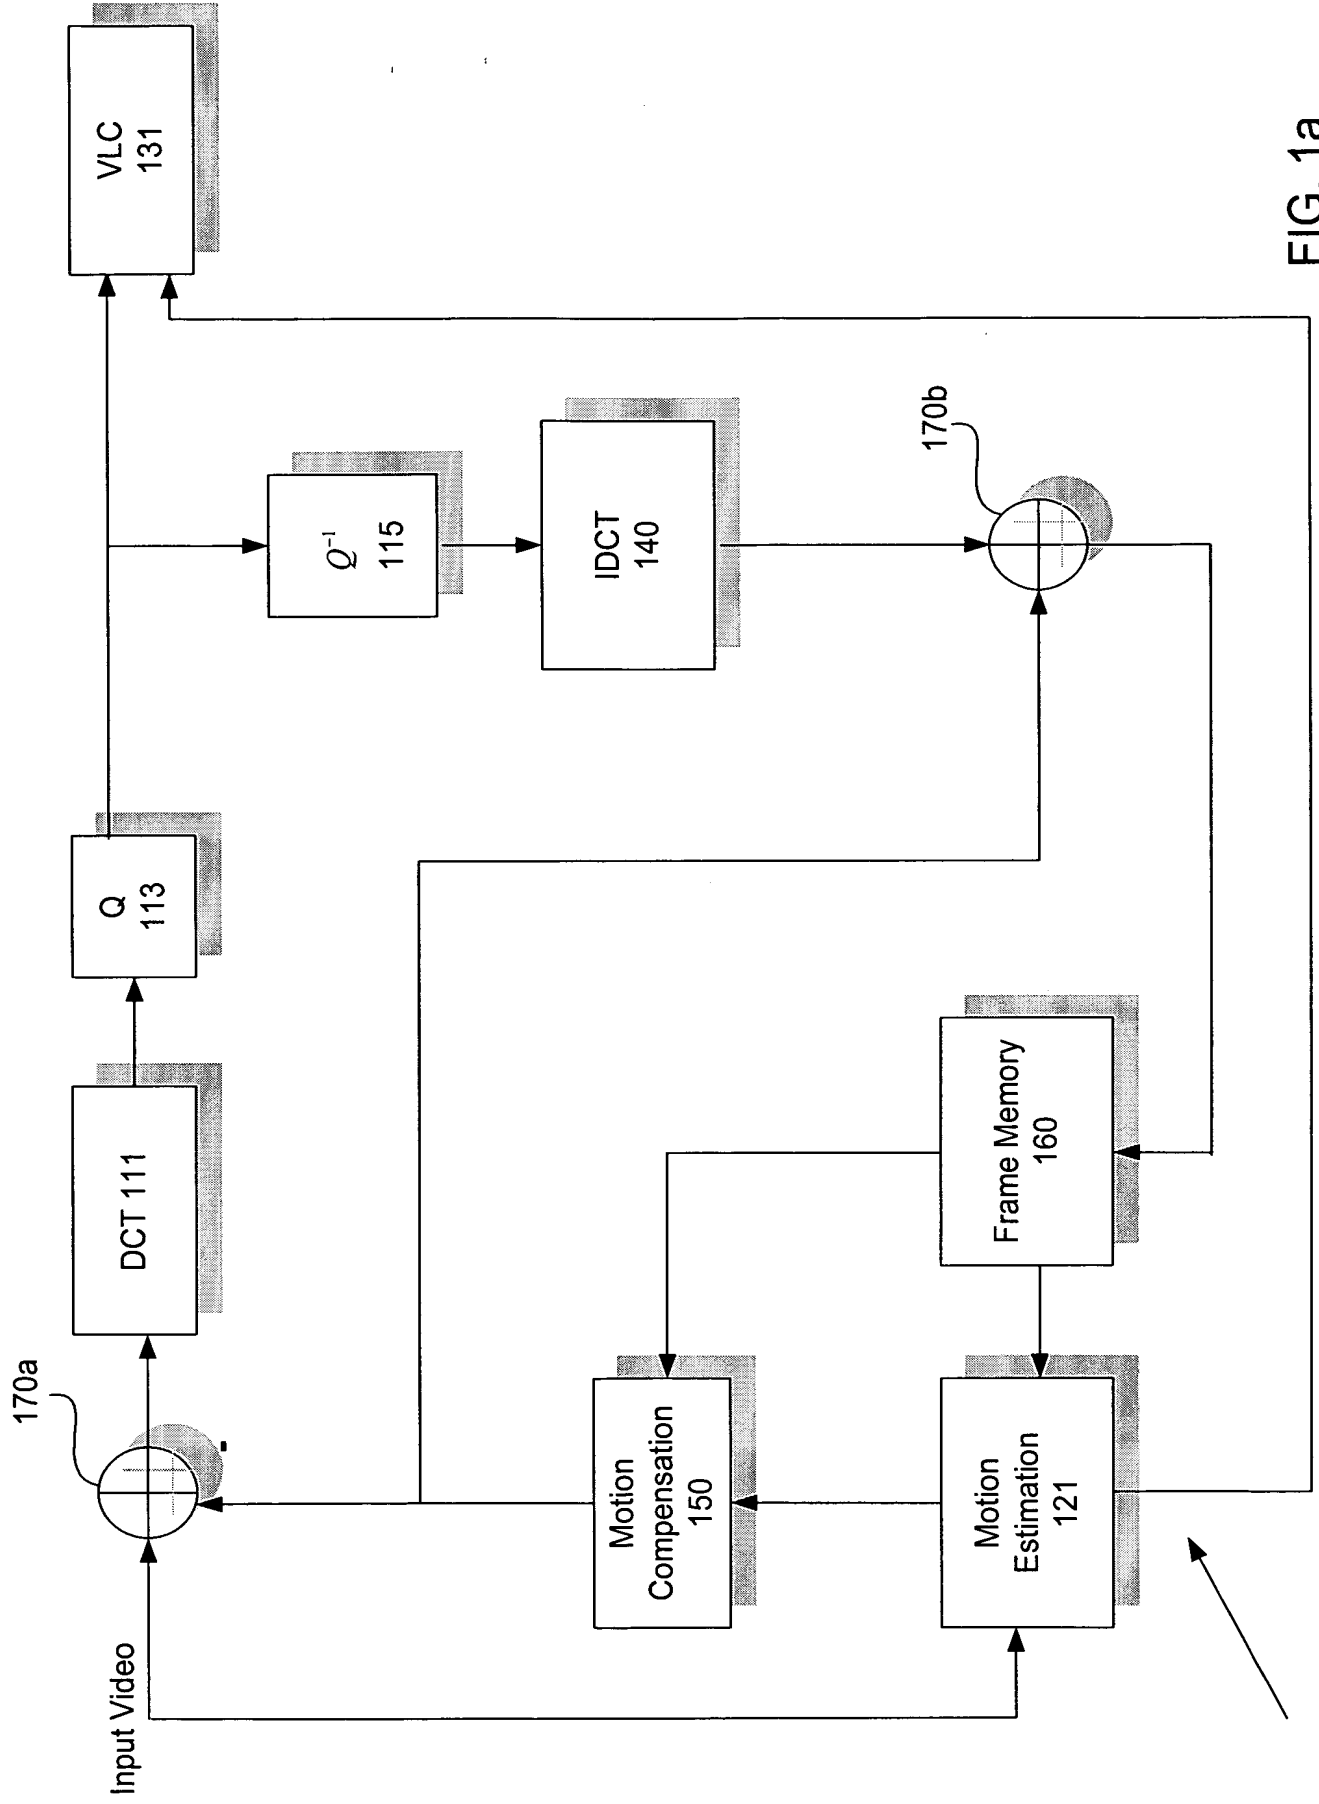 170a
Input Video
DCT 111
Q
113
VLC
131
Q⁻¹
115
IDCT
140
170b
Motion
Compensation
150
Motion
Estimation
121
Frame Memory
160
FIG. 1a